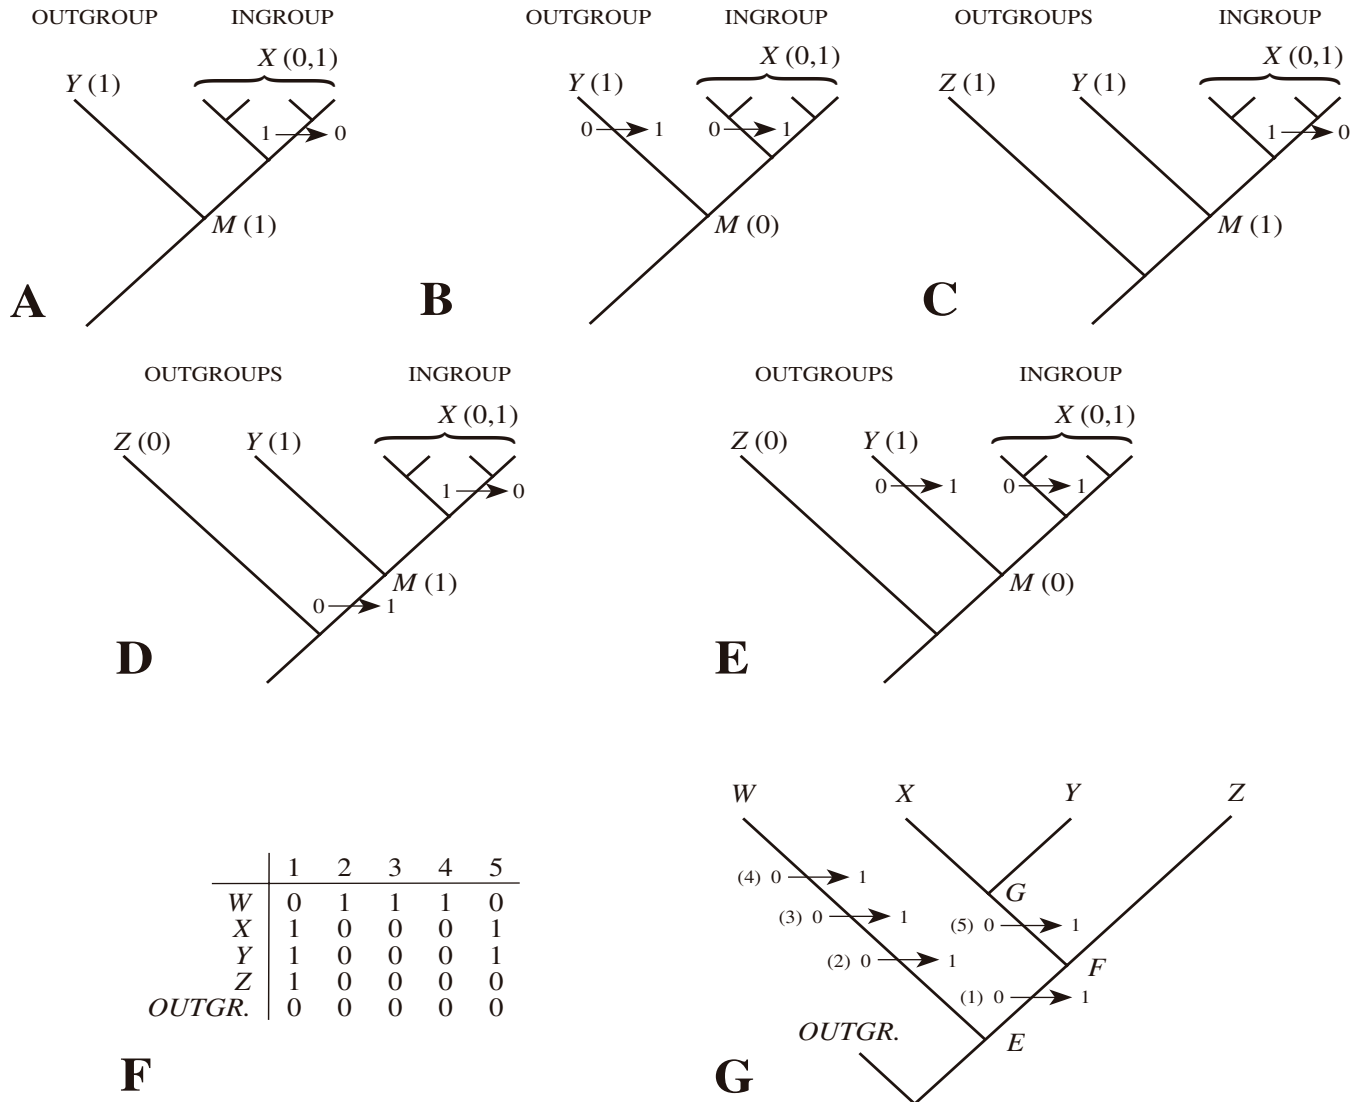 OUTGROUP INGROUP
X (0,1)
Y (1)
1 0
M (1)
A
OUTGROUP INGROUP
X (0,1)
Y (1)
0 1 0 1
M (0)
B
OUTGROUPS INGROUP
X (0,1)
Z (1) Y (1)
1 0
M (1)
C
OUTGROUPS INGROUP
X (0,1)
Z (0) Y (1)
1 0
M (1)
0 1
D
OUTGROUPS INGROUP
X (0,1)
Z (0) Y (1)
0 1 0 1
M (0)
E
1 2 3 4 5
W 0 1 1 1 0
X 1 0 0 0 1
Y 1 0 0 0 1
Z 1 0 0 0 0
OUTGR. 0 0 0 0 0
F
W X Y Z
(4) 0 1
G
(3) 0 1
(5) 0 1
(2) 0 1
F
(1) 0 1
OUTGR. E
G